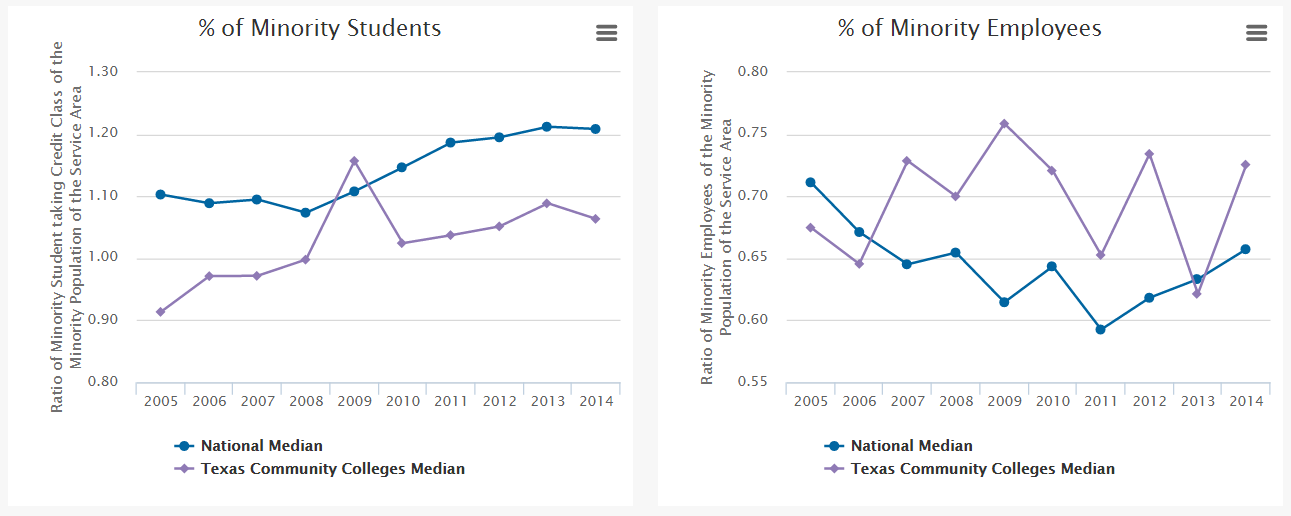 % of Minority Students
Ratio of Minority Student taking Credit Class of the
Minority Population of the Service Area
1.30
1.20
1.10
1.00
0.90
0.80
2005 2006 2007 2008 2009 2010 2011 2012 2013 2014
National Median
Texas Community Colleges Median
% of Minority Employees
Ratio of Minority Employees of the Minority
Population of the Service Area
0.80
0.75
0.70
0.65
0.60
0.55
2005 2006 2007 2008 2009 2010 2011 2012 2013 2014
National Median
Texas Community Colleges Median